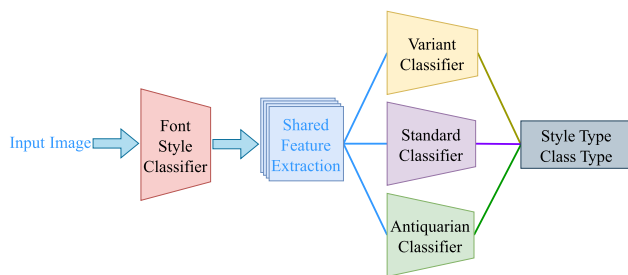 Input Image
Font
Style
Classifier
Shared
Feature
Extraction
Variant
Classifier
Standard
Classifier
Antiquarian
Classifier
Style Type
Class Type